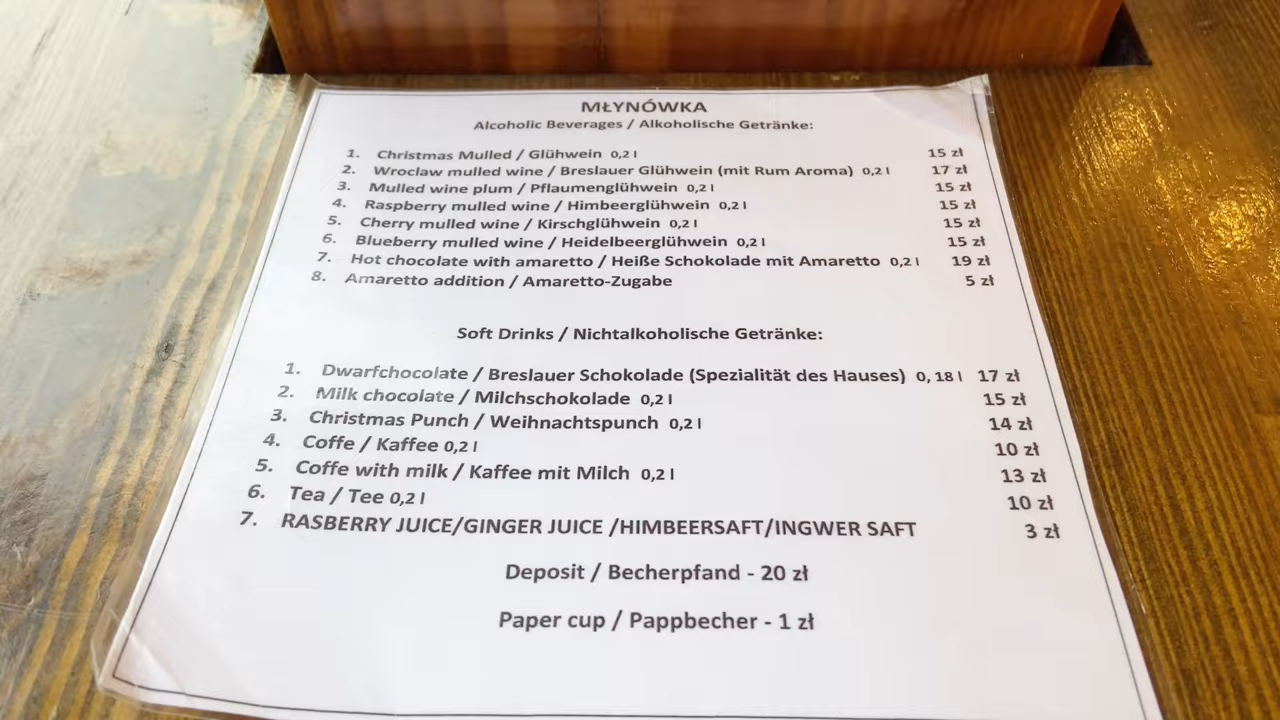 MŁYNÓWKA
Alcoholic Beverages / Alkoholische Getränke:
1. Christmas Mulled / Glühwein 0,2 l 15 zł
2. Wroclaw mulled wine / Breslauer Glühwein (mit Rum Aroma) 0,2 l 17 zł
3. Mulled wine plum / Pflaumenglühwein 0,2 l 15 zł
4. Raspberry mulled wine / Himbeerglühwein 0,2 l 15 zł
5. Cherry mulled wine / Kirschglühwein 0,2 l 15 zł
6. Blueberry mulled wine / Heidelbeerglühwein 0,2 l 15 zł
7. Hot chocolate with amaretto / Heiße Schokolade mit Amaretto 0,2 l 19 zł
8. Amaretto addition / Amaretto-Zugabe 5 zł
Soft Drinks / Nichtalkoholische Getränke:
1. Dwarfchocolate / Breslauer Schokolade (Spezialität des Hauses) 0, 18 l 17 zł
2. Milk chocolate / Milchschokolade 0,2 l 15 zł
3. Christmas Punch / Weihnachtspunch 0,2 l 14 zł
4. Coffe / Kaffee 0,2 l 10 zł
5. Coffe with milk / Kaffee mit Milch 0,2 l 13 zł
6. Tea / Tee 0,2 l 10 zł
7. RASBERRY JUICE/GINGER JUICE /HIMBEERSAFT/INGWER SAFT 3 zł
Deposit / Becherpfand - 20 zł
Paper cup / Pappbecher - 1 zł